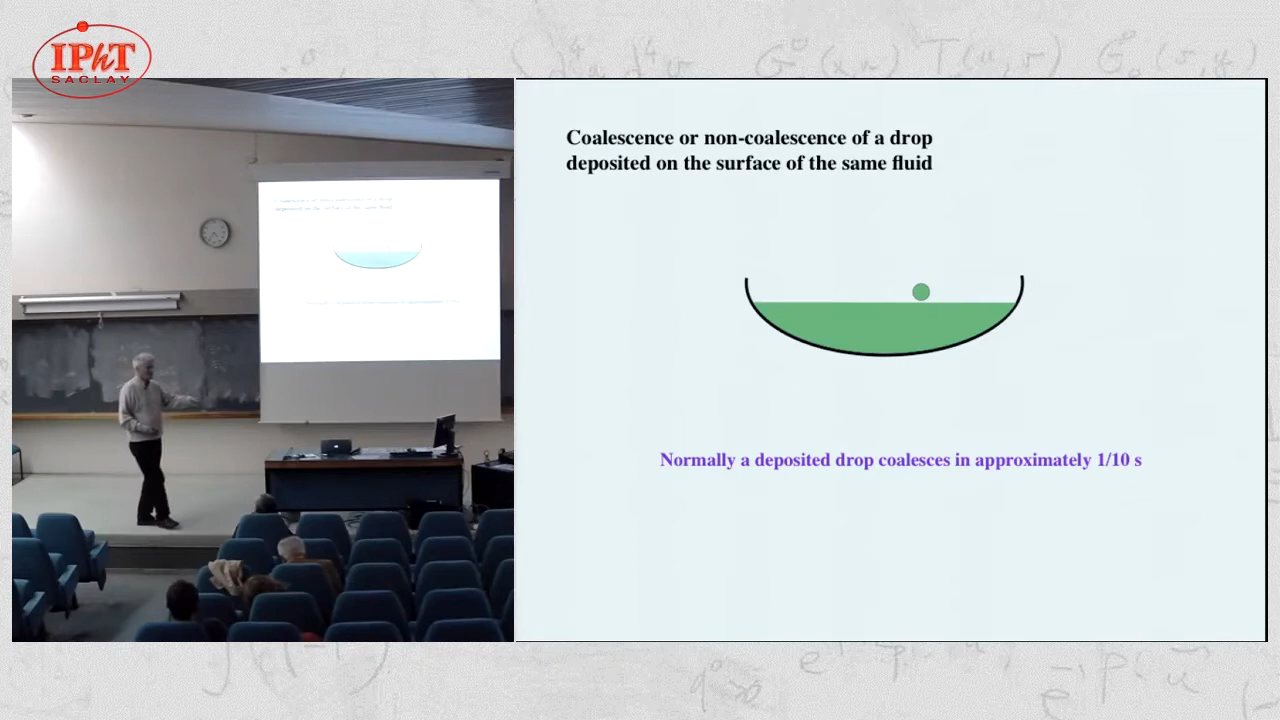 IPhT
SACLAY
Coalescence or non-coalescence of a drop
deposited on the surface of the same fluid
Normally a deposited drop coalesces in approximately 1/10 s